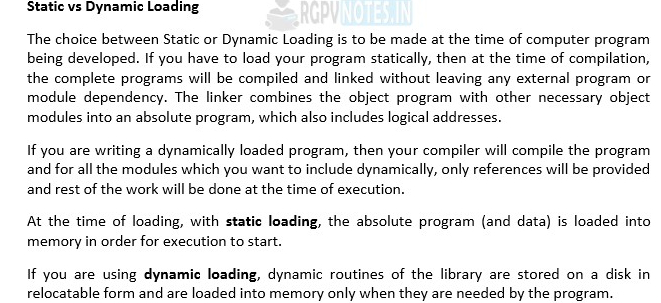 Static vs Dynamic Loading
RGPVNOTES.IN
The choice between Static or Dynamic Loading is to be made at the time of computer program
being developed. If you have to load your program statically, then at the time of compilation,
the complete programs will be compiled and linked without leaving any external program or
module dependency. The linker combines the object program with other necessary object
modules into an absolute program, which also includes logical addresses.
If you are writing a dynamically loaded program, then your compiler will compile the program
and for all the modules which you want to include dynamically, only references will be provided
and rest of the work will be done at the time of execution.
At the time of loading, with static loading, the absolute program (and data) is loaded into
memory in order for execution to start.
If you are using dynamic loading, dynamic routines of the library are stored on a disk in
relocatable form and are loaded into memory only when they are needed by the program.